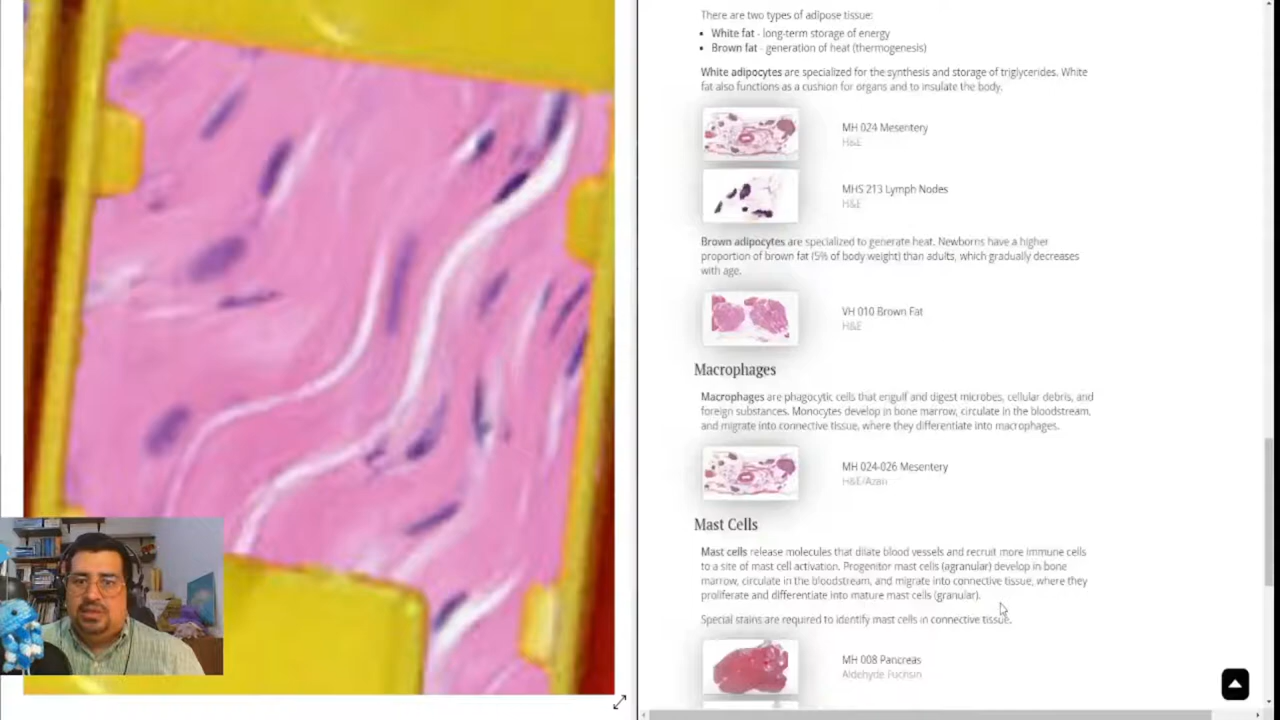 There are two types of adipose tissue:
• White fat - long-term storage of energy
• Brown fat - generation of heat (thermogenesis)
White adipocytes are specialized for the synthesis and storage of triglycerides. White
fat also functions as a cushion for organs and to insulate the body.
MH 024 Mesentery
H&E
MHS 213 Lymph Nodes
H&E
Brown adipocytes are specialized to generate heat. Newborns have a higher
proportion of brown fat (5% of body weight) than adults, which gradually decreases
with age.
VH 010 Brown Fat
H&E
Macrophages
Macrophages are phagocytic cells that engulf and digest microbes, cellular debris, and
foreign substances. Monocytes develop in bone marrow, circulate in the bloodstream,
and migrate into connective tissue, where they differentiate into macrophages.
MH 024-026 Mesentery
H&E/Azan
Mast Cells
Mast cells release molecules that dilate blood vessels and recruit more immune cells
to a site of mast cell activation. Progenitor mast cells (agranular) develop in bone
marrow, circulate in the bloodstream, and migrate into connective tissue, where they
proliferate and differentiate into mature mast cells (granular).
Special stains are required to identify mast cells in connective tissue.
MH 008 Pancreas
Aldehyde Fuchsin